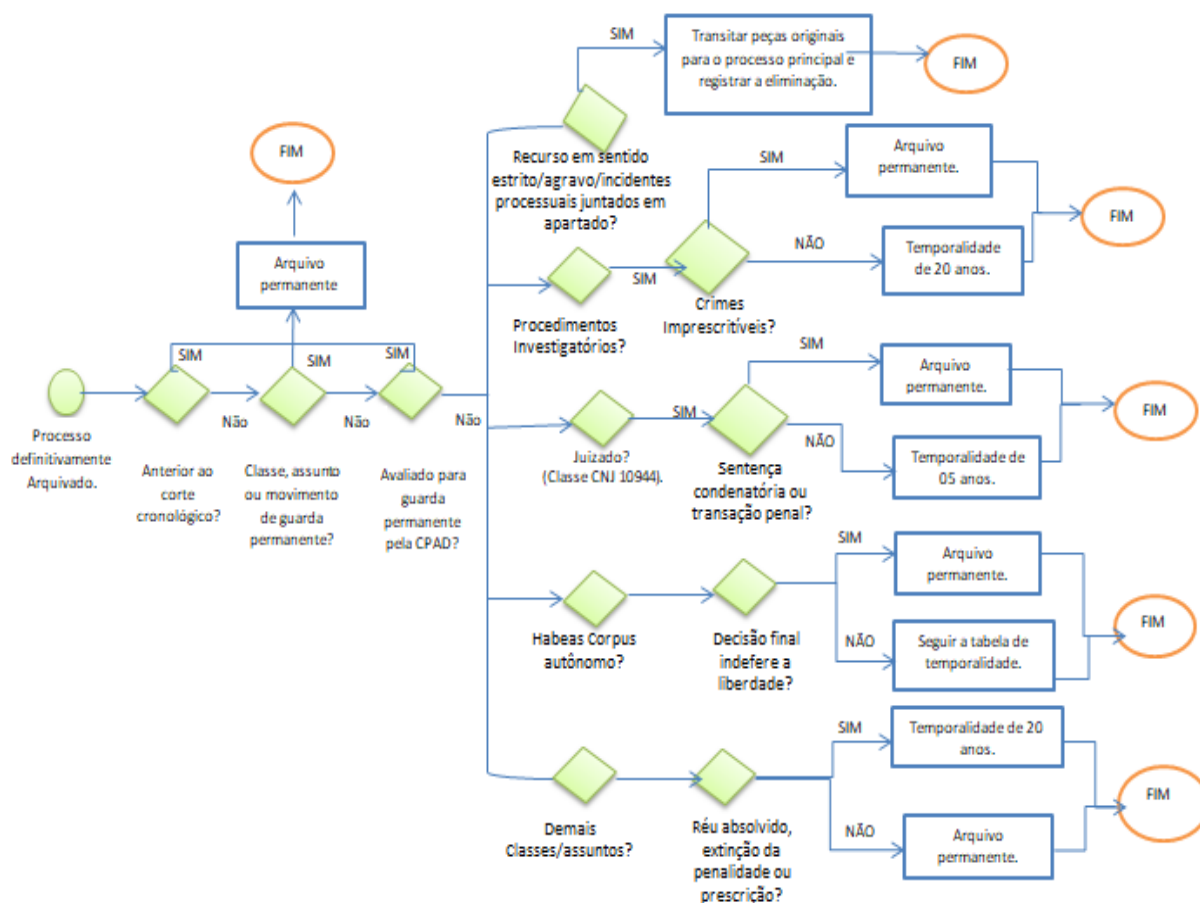 SIM
Transitar peças originais
para o processo principal e
registrar a eliminação.
FIM
FIM
Recurso em sentido
estrito/agravo/incidentes
processuais juntados em
apartado?
SIM
Arquivo
permanente.
FIM
Arquivo
permanente
SIM
NÃO
Temporalidade
de 20 anos.
Procedimentos
Investigatórios?
Crimes
Imprescritíveis?
SIM
SIM
SIM
SIM
Arquivo
permanente.
FIM
Não
Não
Não
SIM
NÃO
Processo
definitivamente
Arquivado.
Anterior ao
corte
cronológico?
Classe, assunto
ou movimento
de guarda
permanente?
Avaliado para
guarda
permanente
pela CPAD?
Juizado?
(Classe CNJ 10944).
Sentença
condenatória ou
transação penal?
Temporalidade de
05 anos.
SIM
Arquivo
permanente.
FIM
Habeas Corpus
autônomo?
Decisão final
indefere a
liberdade?
NÃO
Seguir a tabela de
temporalidade.
SIM
Temporalidade de 20
anos.
FIM
Demais
Classes/assuntos?
Réu absolvido,
extinção da
penalidade ou
prescrição?
NÃO
Arquivo
permanente.